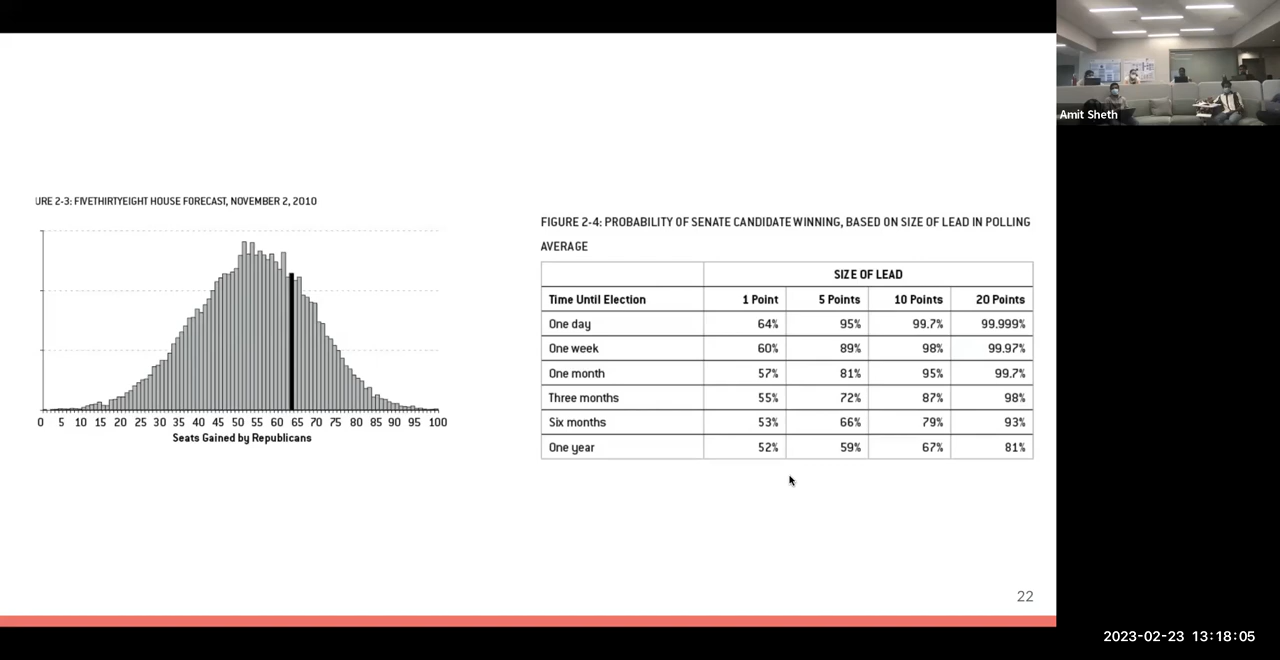 Amit Sheth
URE 2-3: FIVETHIRTYEIGHT HOUSE FORECAST, NOVEMBER 2, 2010
0 5 10 15 20 25 30 35 40 45 50 55 60 65 70 75 80 85 90 95 100
Seats Gained by Republicans
FIGURE 2-4: PROBABILITY OF SENATE CANDIDATE WINNING, BASED ON SIZE OF LEAD IN POLLING
AVERAGE
SIZE OF LEAD
Time Until Election 1 Point 5 Points 10 Points 20 Points
One day 64% 95% 99.7% 99.999%
One week 60% 89% 98% 99.97%
One month 57% 81% 95% 99.7%
Three months 55% 72% 87% 98%
Six months 53% 66% 79% 93%
One year 52% 59% 67% 81%
22
2023-02-23 13:18:05